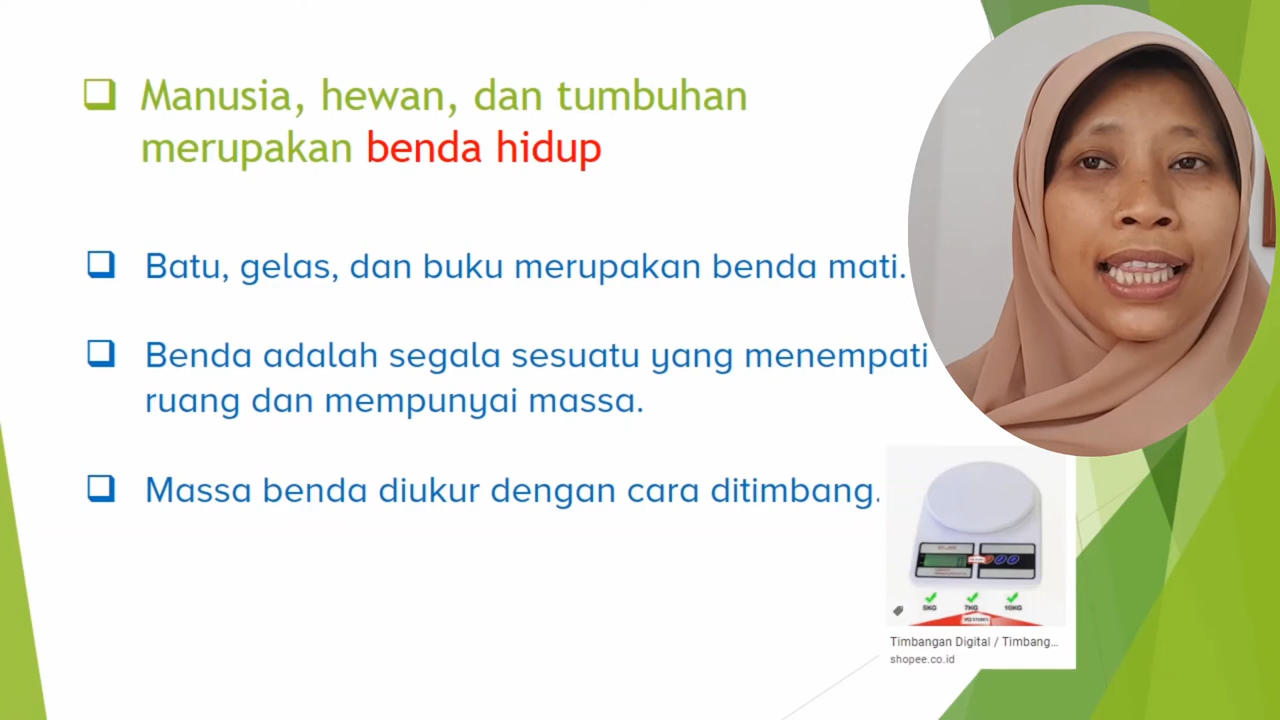 Manusia, hewan, dan tumbuhan
merupakan benda hidup
Batu, gelas, dan buku merupakan benda mati.
Benda adalah segala sesuatu yang menempati
ruang dan mempunyai massa.
Massa benda diukur dengan cara ditimbang.
5KG 7KG 10KG
Timbangan Digital / Timbang...
shopee.co.id